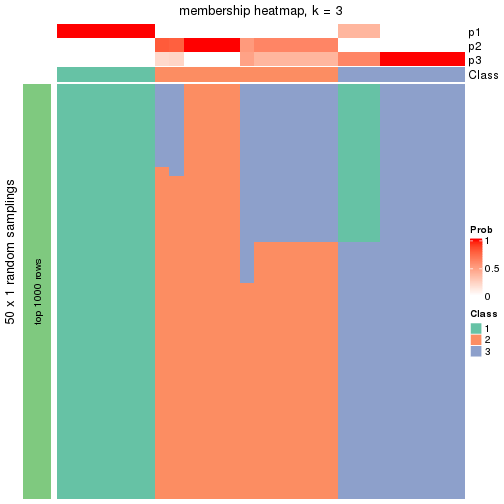 membership heatmap, k = 3
p1
p2
p3
Class
50 x 1 random samplings
top 1000 rows
Prob
1
0.5
0
Class
1
2
3